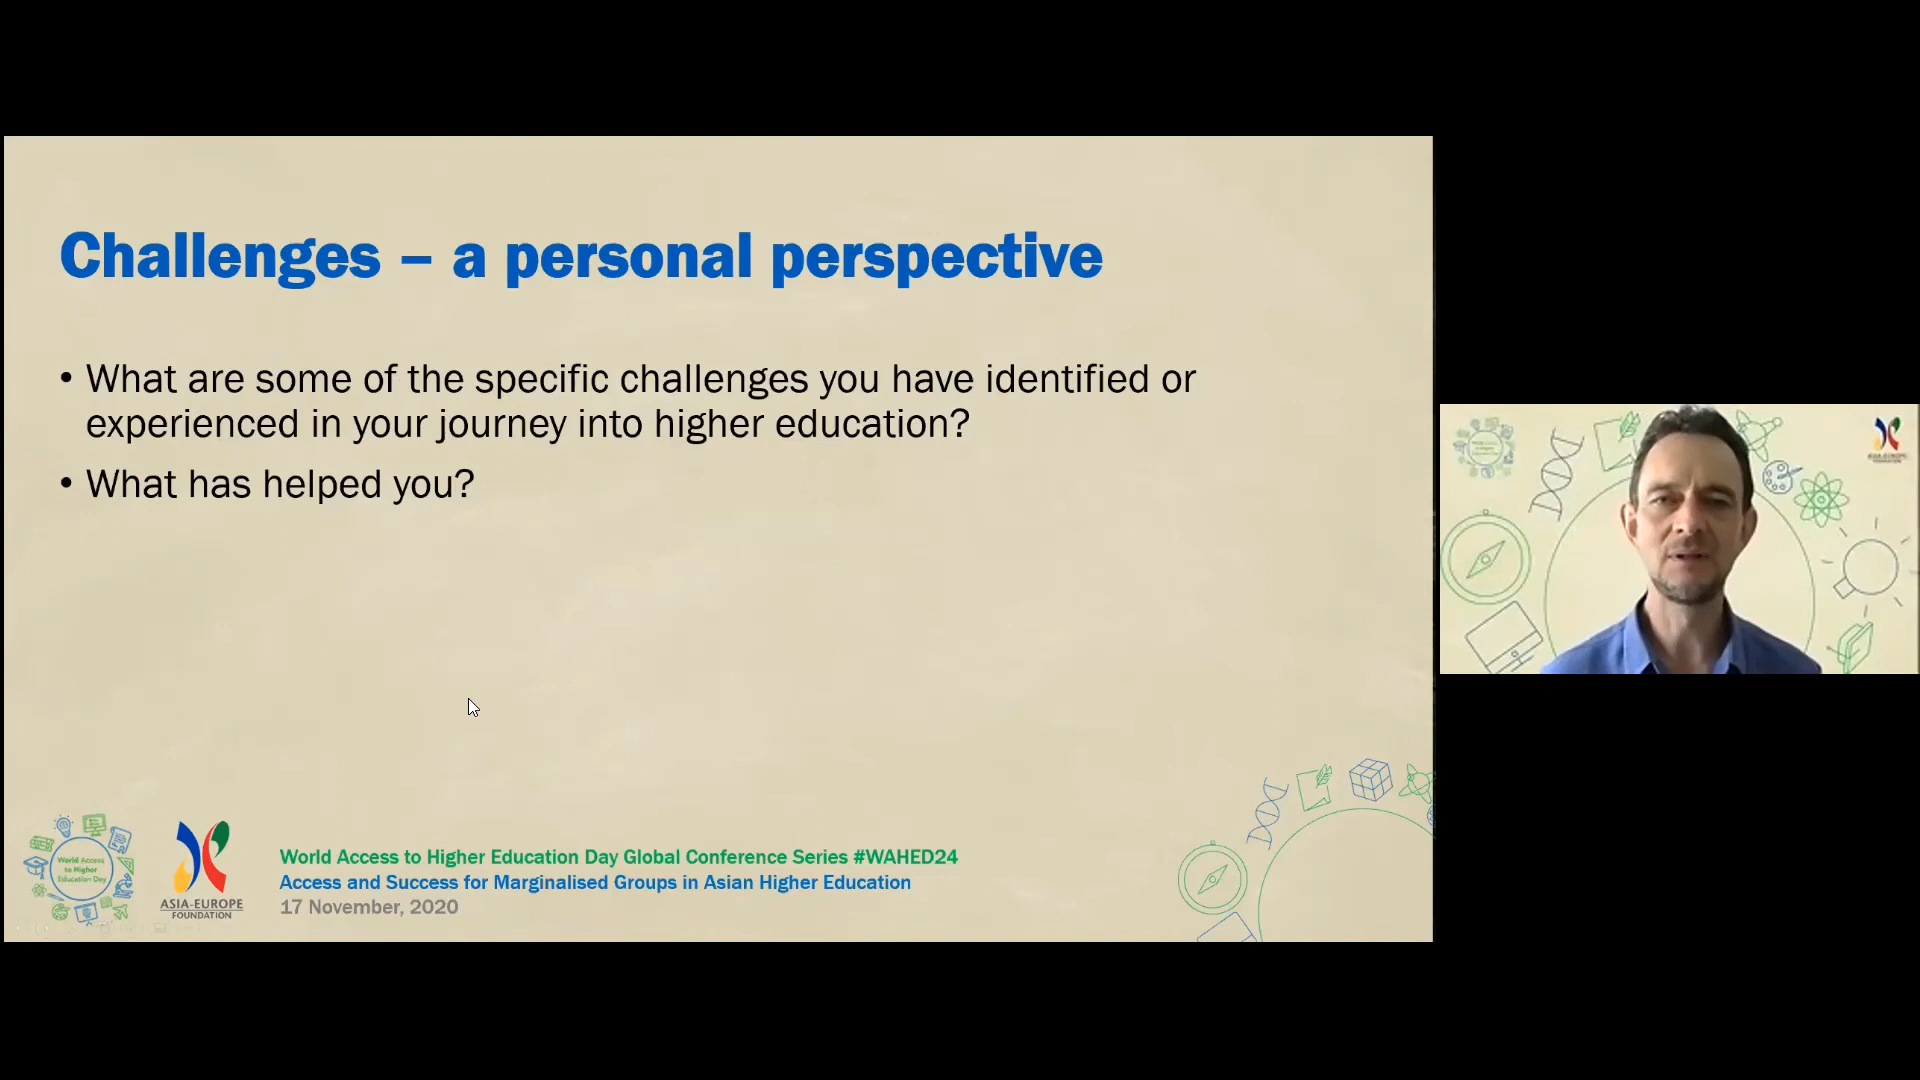 Challenges – a personal perspective
• What are some of the specific challenges you have identified or
experienced in your journey into higher education?
• What has helped you?
World Access
to Higher
Education Day
ASIA-EUROPE
FOUNDATION
World Access to Higher Education Day Global Conference Series #WAHED24
Access and Success for Marginalised Groups in Asian Higher Education
17 November, 2020
ASIA-EUROPE
FOUNDATION